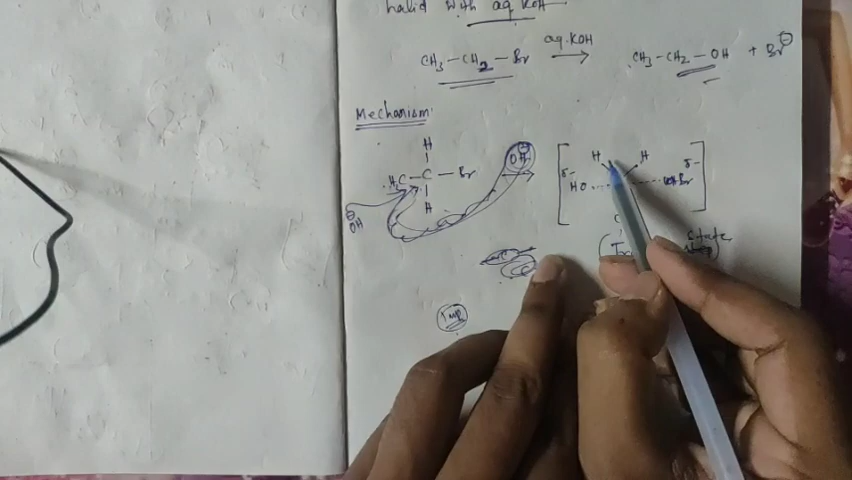 halid with aq KOH
aq.KOH
CH3-CH2-Br → CH3-CH2-OH + Br⊖
Mechanism:
H H H
H3C-C-Br OH⊖ → δ- δ-
H HO Br
⊖OH
State
Imp